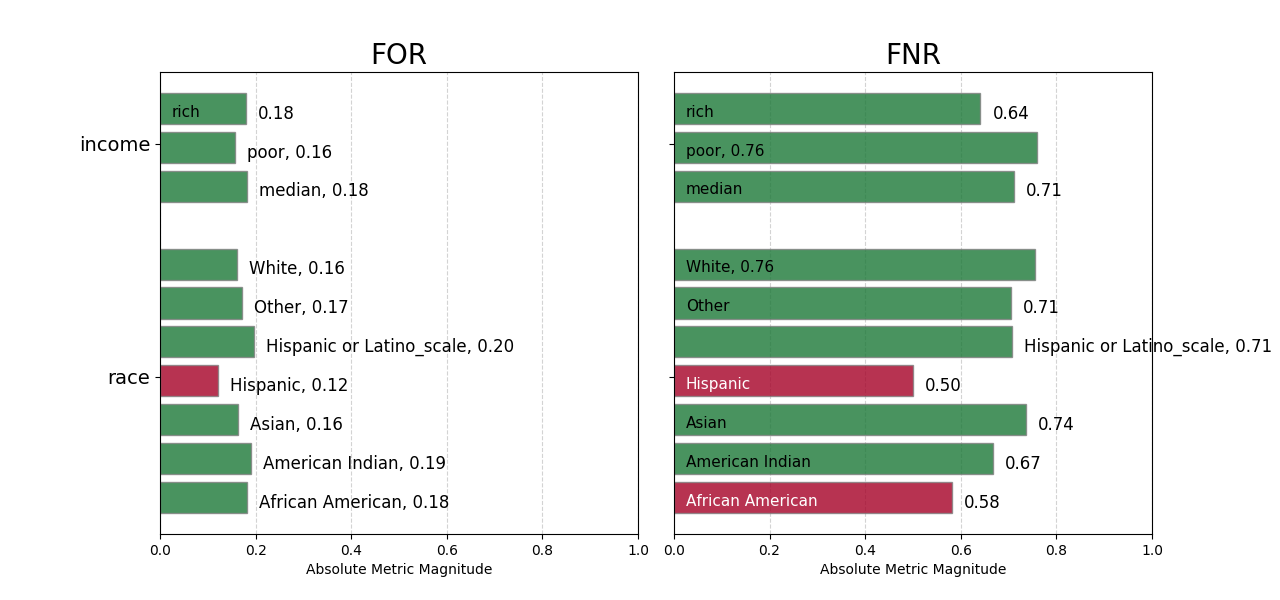 FOR
FNR
income
race
rich
0.18
poor, 0.16
median, 0.18
White, 0.16
Other, 0.17
Hispanic or Latino_scale, 0.20
Hispanic, 0.12
Asian, 0.16
American Indian, 0.19
African American, 0.18
0.0 0.2 0.4 0.6 0.8 1.0
Absolute Metric Magnitude
rich
0.64
poor, 0.76
median
0.71
White, 0.76
Other
0.71
Hispanic or Latino_scale, 0.71
Hispanic
0.50
Asian
0.74
American Indian
0.67
African American
0.58
0.0 0.2 0.4 0.6 0.8 1.0
Absolute Metric Magnitude